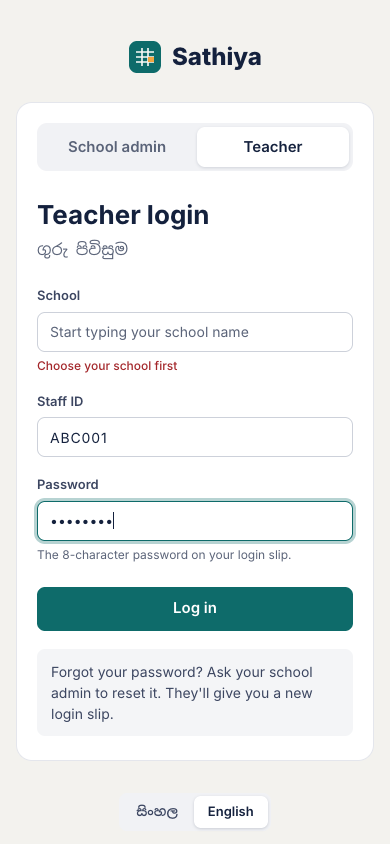 Sathiya
School admin
Teacher
Teacher login
ගුරු පිවිසුම
School
Start typing your school name
Choose your school first
Staff ID
ABC001
Password
••••••••
The 8-character password on your login slip.
Log in
Forgot your password? Ask your school
admin to reset it. They'll give you a new
login slip.
සිංහල
English